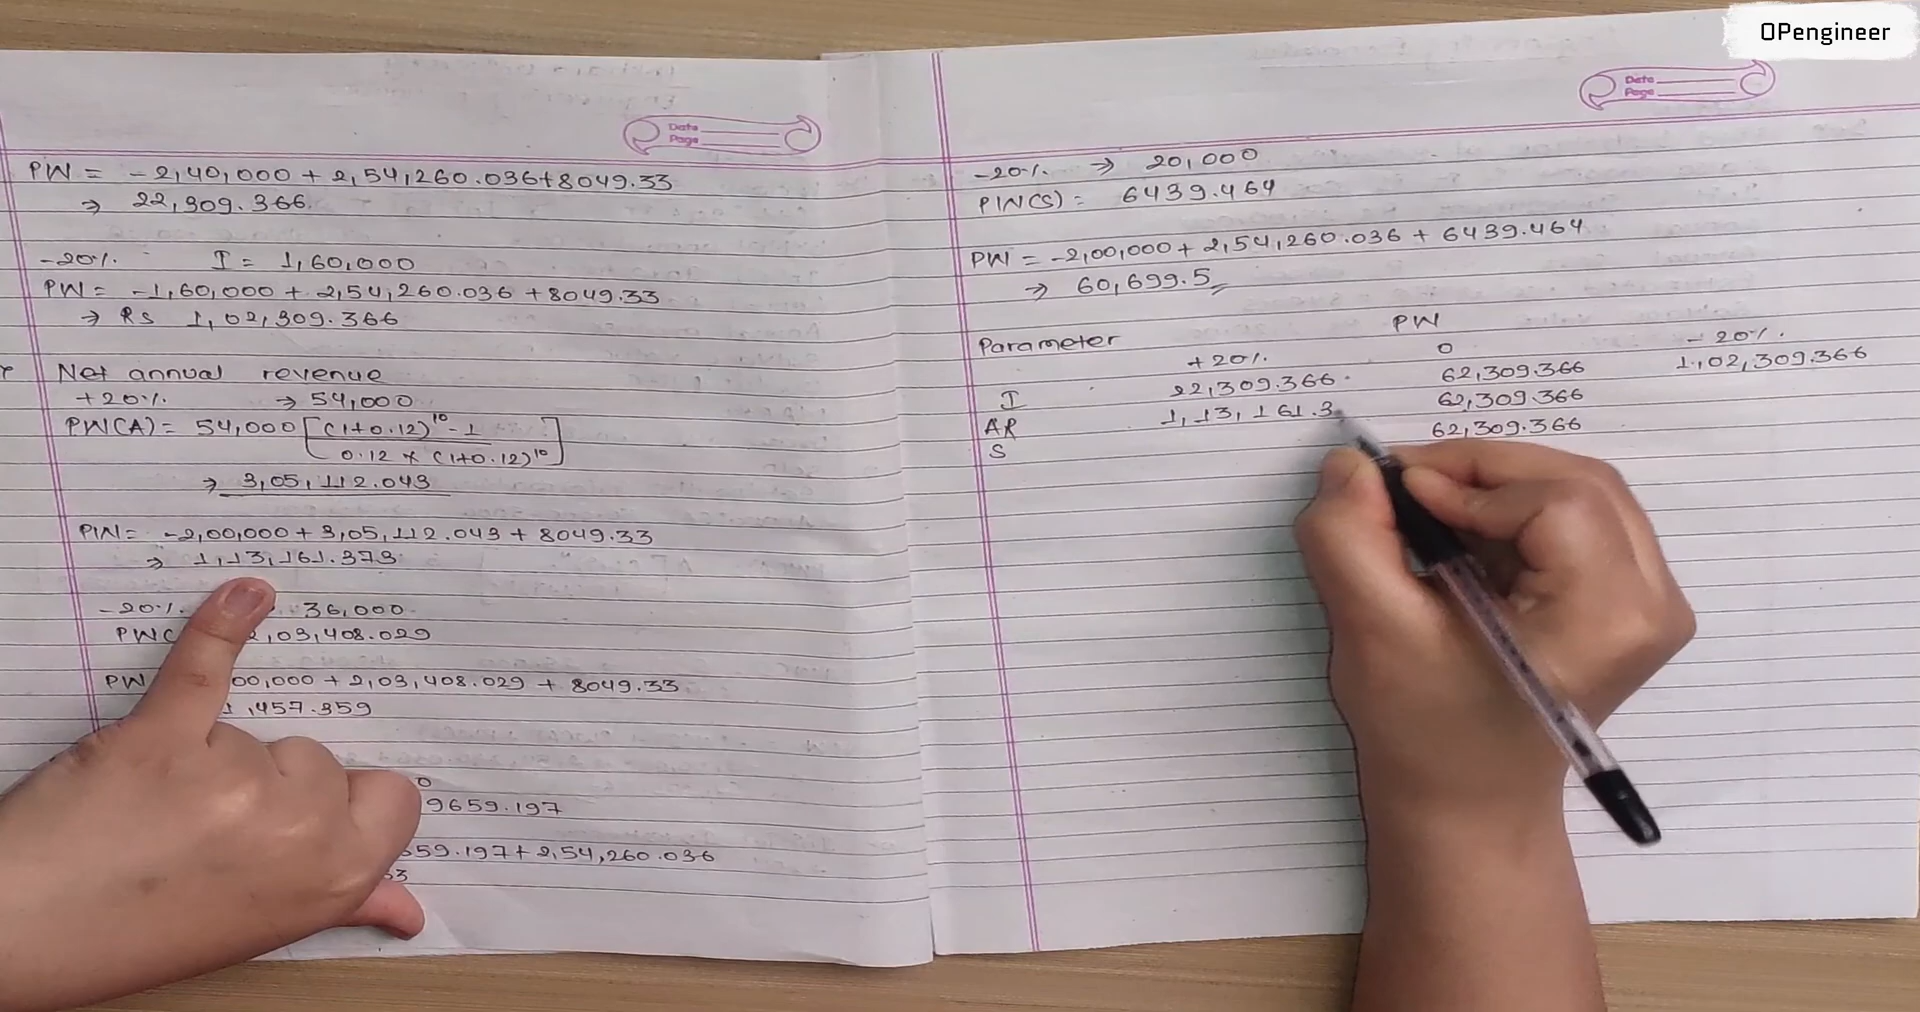 OPengineer
Date
Page
PW = -2,40,000 + 2,54,260.036+8049.33
→ 22,309.366
-20%. I = 1,60,000
PW = -1,60,000 + 2,54,260.036 + 8049.33
→ RS 1,02,309.366
Net annual revenue
+20%. → 54,000
PW(A) = 54,000 [(1+0.12)^10 - 1
0.12 × (1+0.12)^10]
→ 3,05,112.043
PW = -2,00,000 + 3,05,112.043 + 8049.33
→ 1,13,161.373
-20%. 36,000
2,03,408.029
PW 00,000 + 2,03,408.029 + 8049.33
1,457.359
0
9659.197
659.197 + 2,54,260.036
Date
Page
-20%. → 20,000
PW(S) = 6439.464
PW = -2,00,000 + 2,54,260.036 + 6439.464
→ 60,699.5
Parameter PW
+20%. 0 -20%.
I 22,309.366 62,309.366 1,02,309.366
AR 1,13,161.3 62,309.366
S 62,309.366